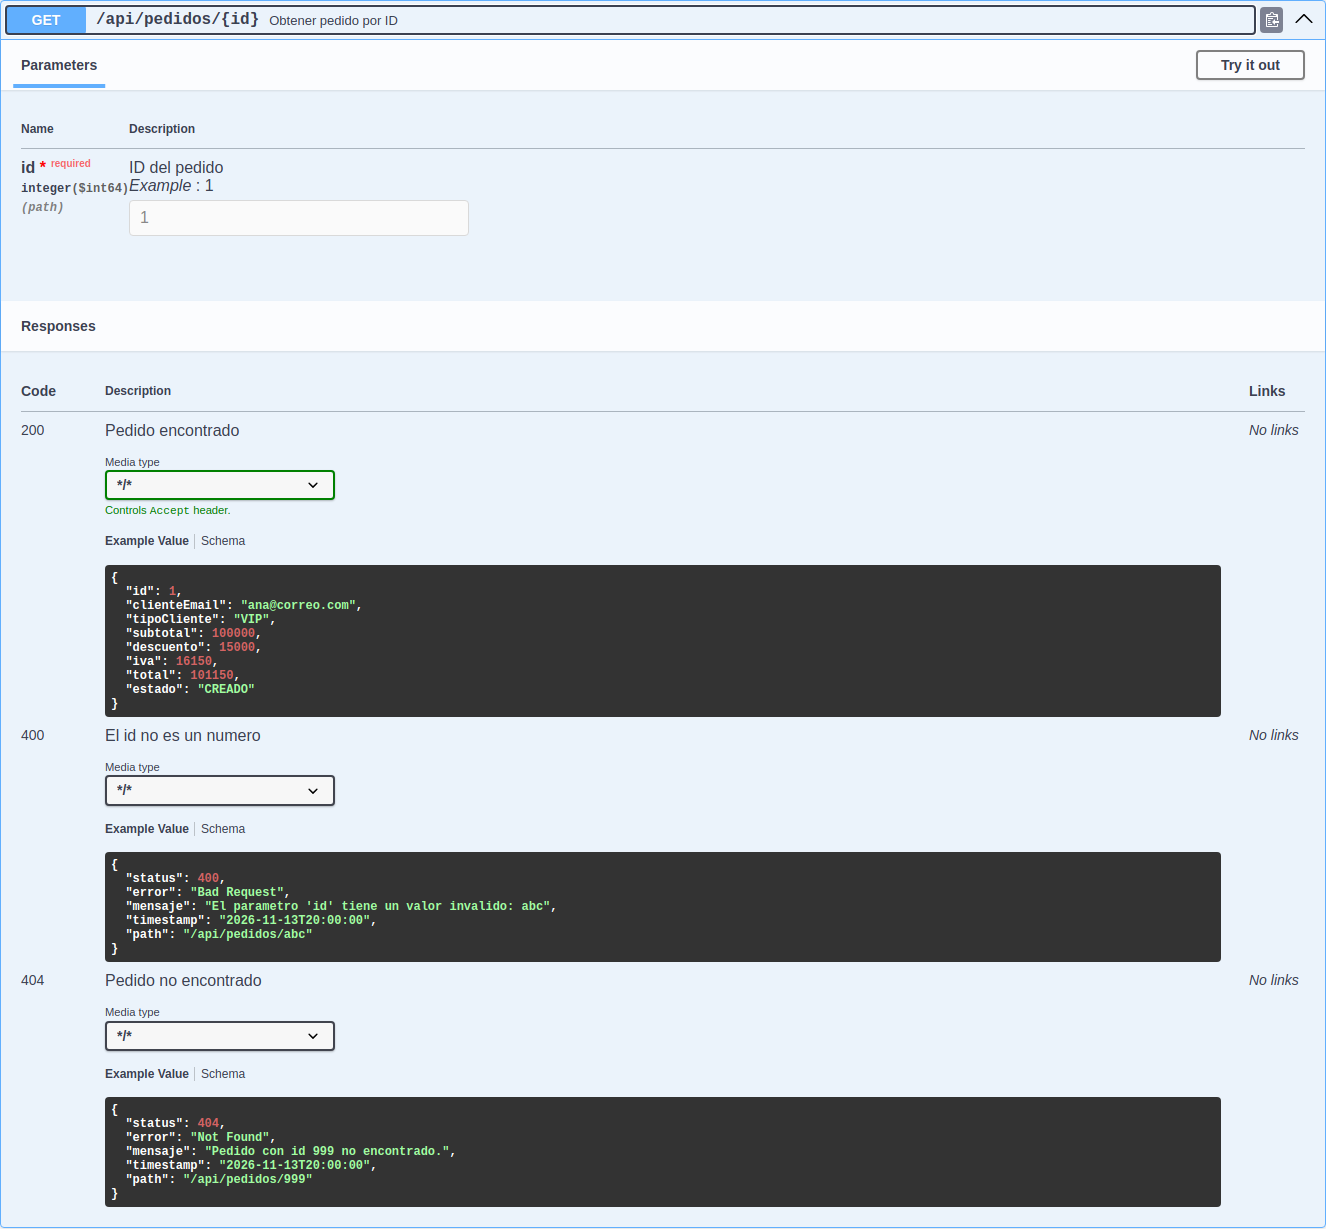 GET /api/pedidos/{id} Obtener pedido por ID
Parameters
Try it out
Name Description
id * required
integer($int64)
(path)
ID del pedido
Example : 1
1
Responses
Code Description Links
200 Pedido encontrado No links
Media type
*/*
Controls Accept header.
Example Value Schema
{
  "id": 1,
  "clienteEmail": "ana@correo.com",
  "tipoCliente": "VIP",
  "subtotal": 100000,
  "descuento": 15000,
  "iva": 16150,
  "total": 101150,
  "estado": "CREADO"
}
400 El id no es un numero No links
Media type
*/*
Example Value Schema
{
  "status": 400,
  "error": "Bad Request",
  "mensaje": "El parametro 'id' tiene un valor invalido: abc",
  "timestamp": "2026-11-13T20:00:00",
  "path": "/api/pedidos/abc"
}
404 Pedido no encontrado No links
Media type
*/*
Example Value Schema
{
  "status": 404,
  "error": "Not Found",
  "mensaje": "Pedido con id 999 no encontrado.",
  "timestamp": "2026-11-13T20:00:00",
  "path": "/api/pedidos/999"
}